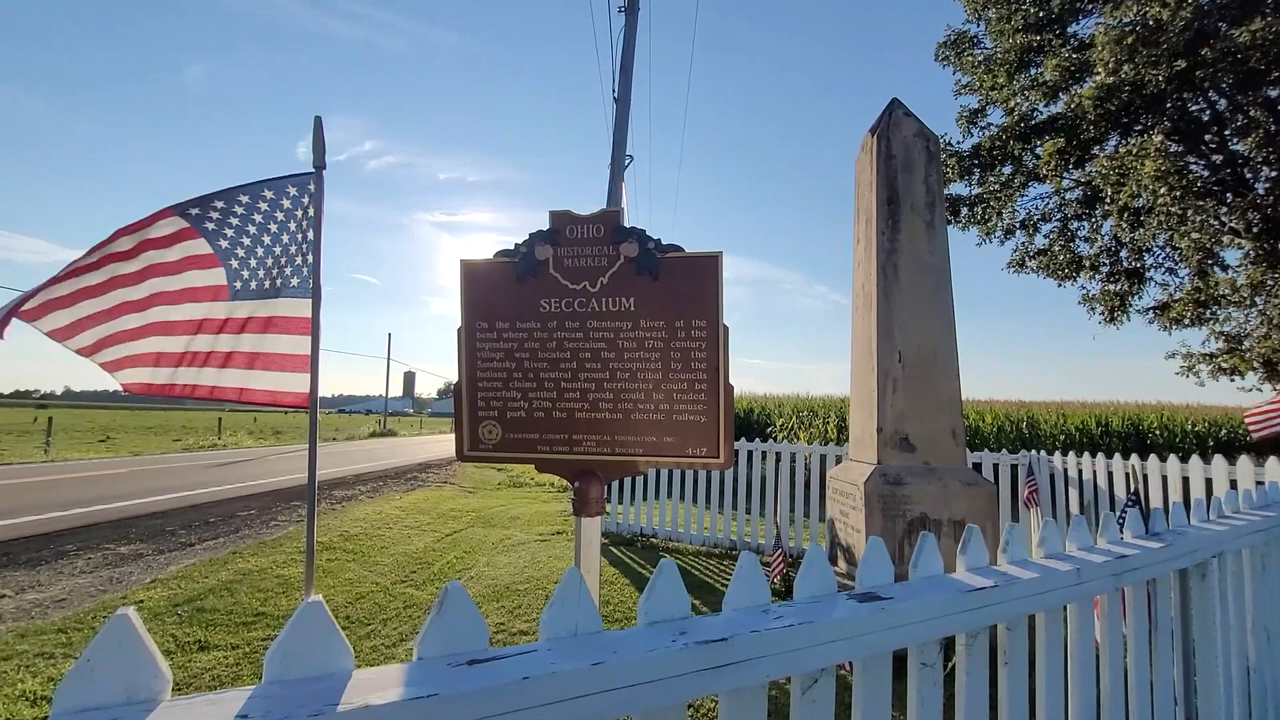 OHIO
HISTORICAL
MARKER
SECCAIUM
On the banks of the Olentangy River, at the
bend where the stream turns southwest, is the
legendary site of Seccaium. This 17th century
village was located on the portage to the
Sandusky River, and was recognized by the
Indians as a neutral ground for tribal councils
where claims to hunting territories could be
peacefully settled and goods could be traded.
In the early 20th century, the site was an amuse-
ment park on the interurban electric railway.
CRAWFORD COUNTY HISTORICAL FOUNDATION, INC.
AND
THE OHIO HISTORICAL SOCIETY
4-17
BATTLE